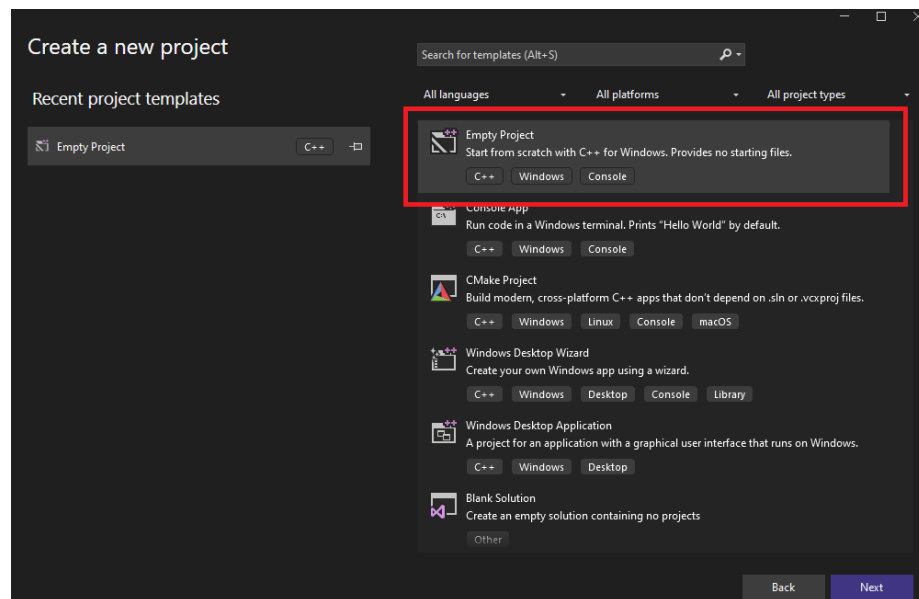 Create a new project
Search for templates (Alt+S)
Recent project templates
All languages
All platforms
All project types
Empty Project
C++
Empty Project
Start from scratch with C++ for Windows. Provides no starting files.
C++ Windows Console
Console App
Run code in a Windows terminal. Prints "Hello World" by default.
C++ Windows Console
CMake Project
Build modern, cross-platform C++ apps that don't depend on .sln or .vcxproj files.
C++ Windows Linux Console macOS
Windows Desktop Wizard
Create your own Windows app using a wizard.
C++ Windows Desktop Console Library
Windows Desktop Application
A project for an application with a graphical user interface that runs on Windows.
C++ Windows Desktop
Blank Solution
Create an empty solution containing no projects
Other
Back
Next